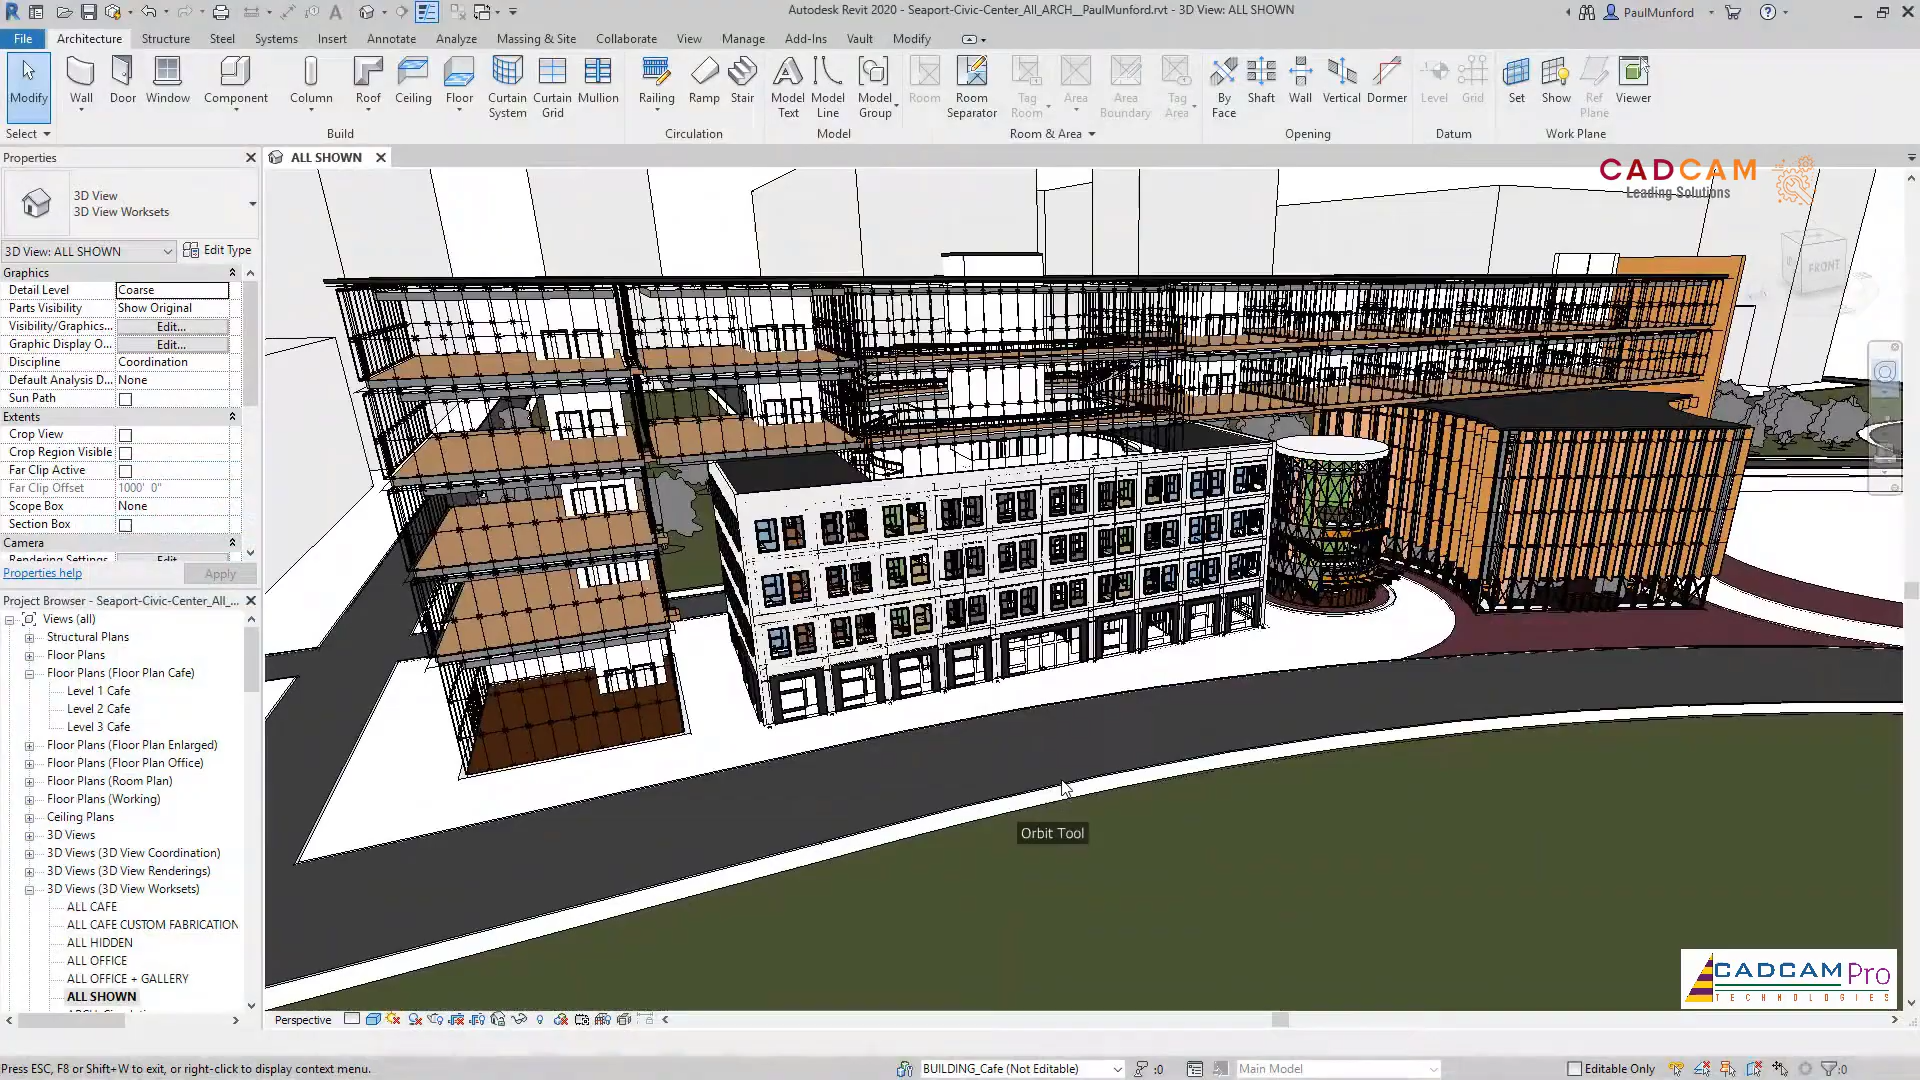 Autodesk Revit 2020 - Seaport-Civic-Center_All_ARCH__PaulMunford.rvt - 3D View: ALL SHOWN
PaulMunford
File Architecture Structure Steel Systems Insert Annotate Analyze Massing & Site Collaborate View Manage Add-Ins Vault Modify
Modify
Wall
Door
Window
Component
Column
Roof
Ceiling
Floor
Curtain
System
Curtain
Grid
Mullion
Railing
Ramp
Stair
Model
Text
Model
Line
Model
Group
Room
Room
Separator
Tag
Room
Area
Area
Boundary
Tag
Area
By
Face
Shaft
Wall
Vertical
Dormer
Level
Grid
Set
Show
Ref
Plane
Viewer
Select
Build
Circulation
Model
Room & Area
Opening
Datum
Work Plane
Properties
3D View
3D View Worksets
3D View: ALL SHOWN Edit Type
Graphics
Detail Level Coarse
Parts Visibility Show Original
Visibility/Graphics... Edit...
Graphic Display O... Edit...
Discipline Coordination
Default Analysis D... None
Sun Path
Extents
Crop View
Crop Region Visible
Far Clip Active
Far Clip Offset 1000' 0"
Scope Box None
Section Box
Camera
Rendering Settings Edit
Properties help Apply
Project Browser - Seaport-Civic-Center_All_...
Views (all)
Structural Plans
Floor Plans
Floor Plans (Floor Plan Cafe)
Level 1 Cafe
Level 2 Cafe
Level 3 Cafe
Floor Plans (Floor Plan Enlarged)
Floor Plans (Floor Plan Office)
Floor Plans (Room Plan)
Floor Plans (Working)
Ceiling Plans
3D Views
3D Views (3D View Coordination)
3D Views (3D View Renderings)
3D Views (3D View Worksets)
ALL CAFE
ALL CAFE CUSTOM FABRICATION
ALL HIDDEN
ALL OFFICE
ALL OFFICE + GALLERY
ALL SHOWN
ALL SHOWN
CADCAM
Leading Solutions
FRONT
Orbit Tool
CADCAM Pro
TECHNOLOGIES
Perspective
Press ESC, F8 or Shift+W to exit, or right-click to display context menu.
BUILDING_Cafe (Not Editable)
:0
Main Model
Editable Only
:0